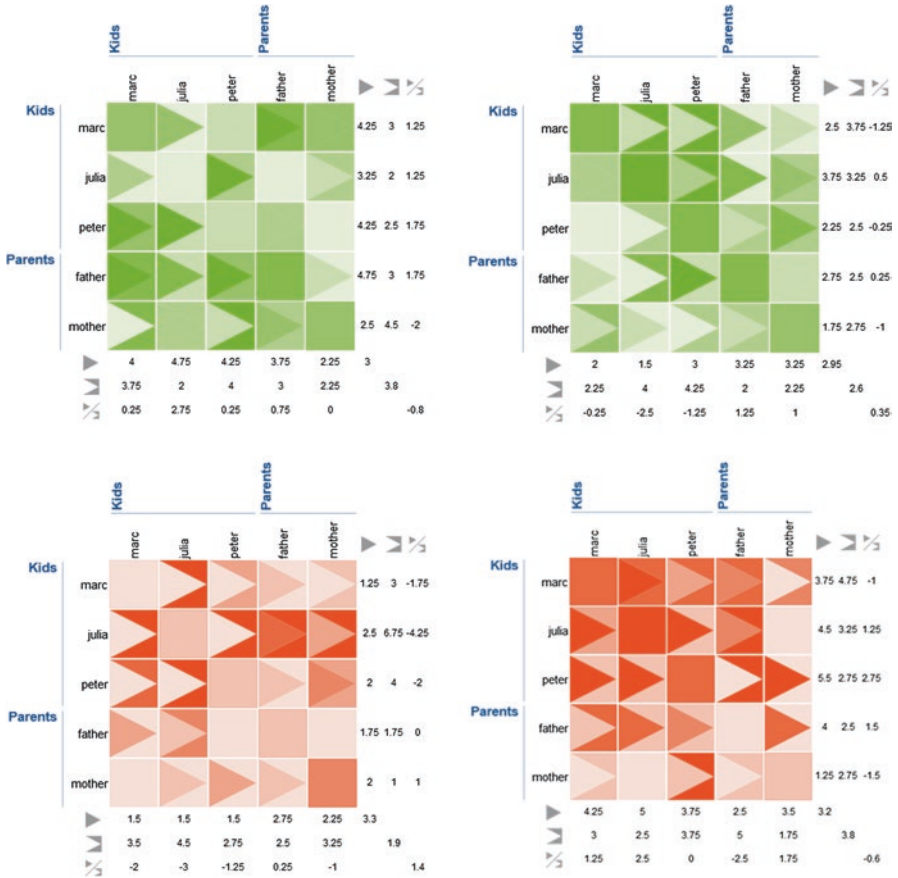 Kids Parents
marc julia peter father mother
Kids marc 4.25 3 1.25
julia 3.25 2 1.25
peter 4.25 2.5 1.75
Parents father 4.75 3 1.75
mother 2.5 4.5 -2
4 4.75 4.25 3.75 2.25 3
3.75 2 4 3 2.25 3.8
0.25 2.75 0.25 0.75 0 -0.8
Kids Parents
marc julia peter father mother
Kids marc 2.5 3.75 -1.25
julia 3.75 3.25 0.5
peter 2.25 2.5 -0.25
Parents father 2.75 2.5 0.25
mother 1.75 2.75 -1
2 1.5 3 3.25 3.25 2.95
2.25 4 4.25 2 2.25 2.6
-0.25 -2.5 -1.25 1.25 1 0.35
Kids Parents
marc julia peter father mother
Kids marc 1.25 3 -1.75
julia 2.5 6.75 -4.25
peter 2 4 -2
Parents father 1.75 1.75 0
mother 2 1 1
1.5 1.5 1.5 2.75 2.25 3.3
3.5 4.5 2.75 2.5 3.25 1.9
-2 -3 -1.25 0.25 -1 1.4
Kids Parents
marc julia peter father mother
Kids marc 3.75 4.75 -1
julia 4.5 3.25 1.25
peter 5.5 2.75 2.75
Parents father 4 2.5 1.5
mother 1.25 2.75 -1.5
4.25 5 3.75 2.5 3.5 3.2
3 2.5 3.75 5 1.75 3.8
1.25 2.5 0 -2.5 1.75 -0.6